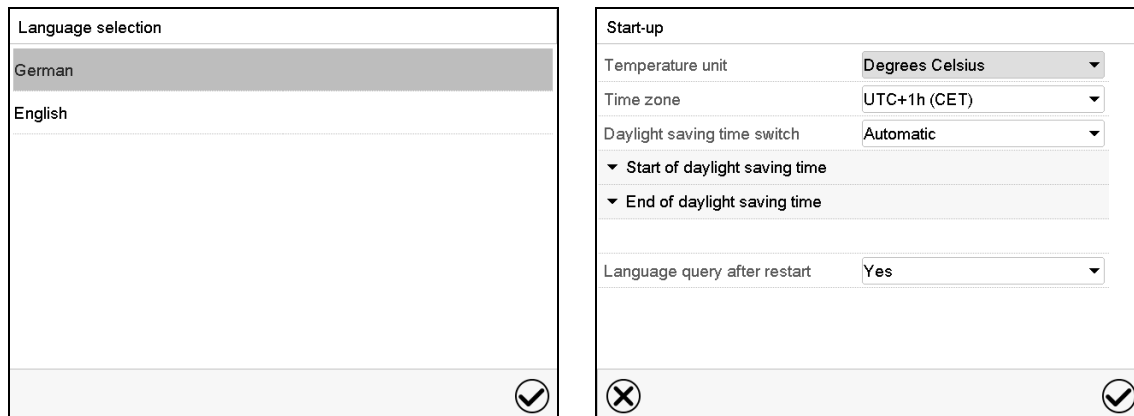 Language selection
German
English
Start-up
Temperature unit Degrees Celsius
Time zone UTC+1h (CET)
Daylight saving time switch Automatic
Start of daylight saving time
End of daylight saving time
Language query after restart Yes